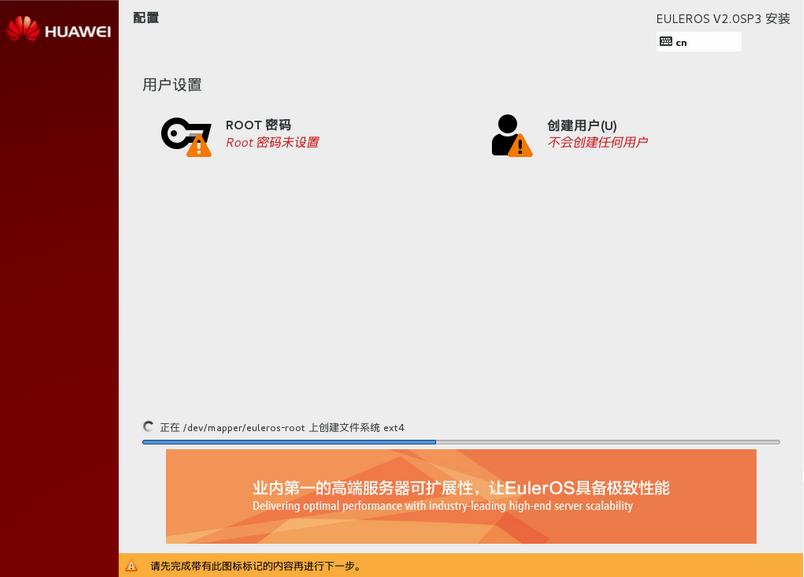 HUAWEI
配置
EULEROS V2.0SP3 安装
cn
用户设置
ROOT 密码
Root 密码未设置
创建用户(U)
不会创建任何用户
正在 /dev/mapper/euleros-root 上创建文件系统 ext4
业内第一的高端服务器可扩展性，让EulerOS具备极致性能
Delivering optimal performance with industry-leading high-end server scalability
请先完成带有此图标标记的内容再进行下一步。